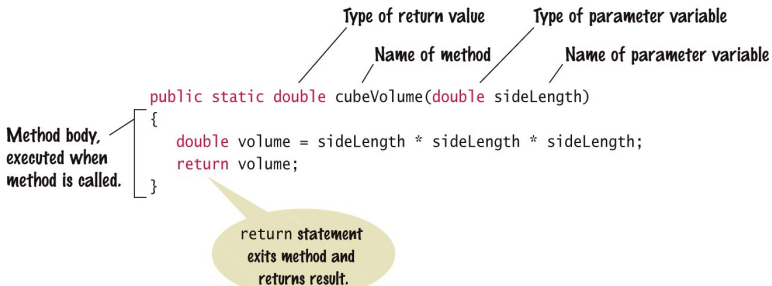 Type of return value
Type of parameter variable
Name of method
Name of parameter variable
public static double cubeVolume(double sideLength)
{
double volume = sideLength * sideLength * sideLength;
return volume;
}
Method body,
executed when
method is called.
return statement
exits method and
returns result.